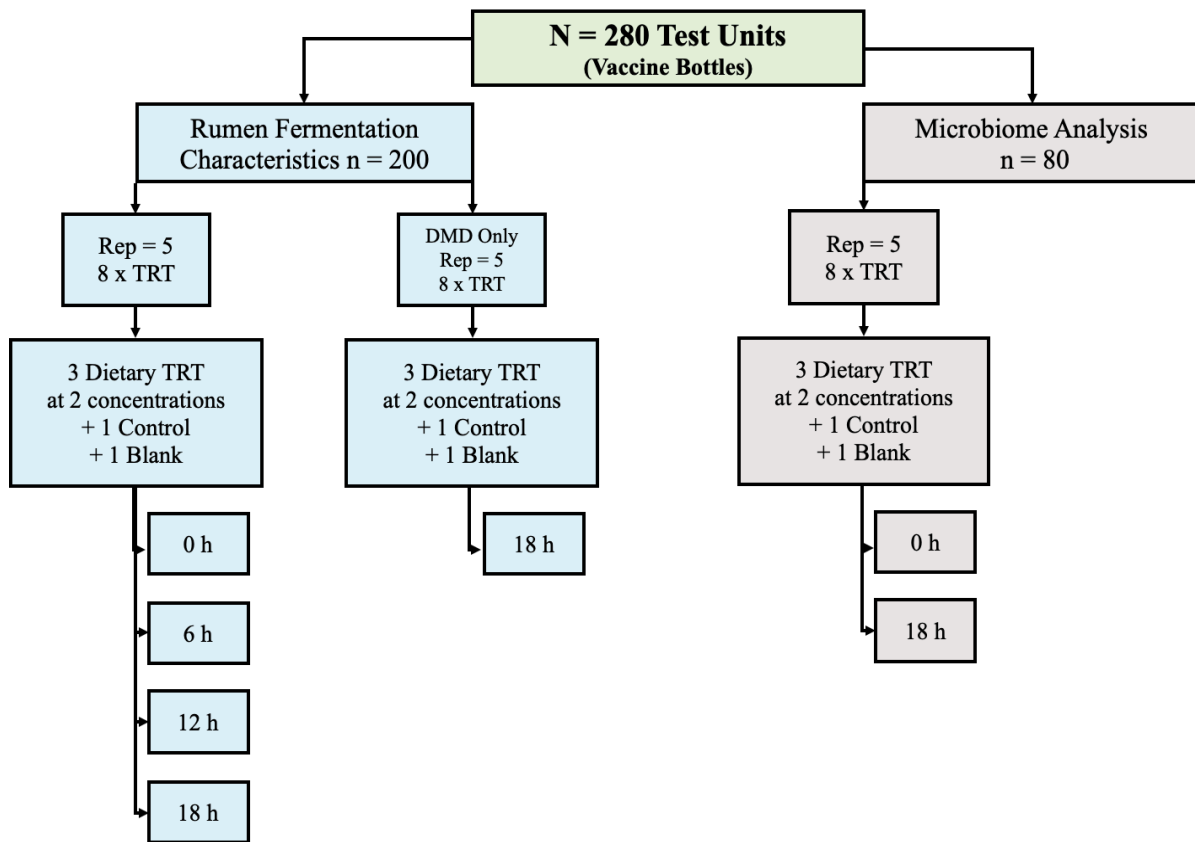 N = 280 Test Units
(Vaccine Bottles)
Rumen Fermentation
Characteristics n = 200
Microbiome Analysis
n = 80
Rep = 5
8 x TRT
DMD Only
Rep = 5
8 x TRT
Rep = 5
8 x TRT
3 Dietary TRT
at 2 concentrations
+ 1 Control
+ 1 Blank
3 Dietary TRT
at 2 concentrations
+ 1 Control
+ 1 Blank
3 Dietary TRT
at 2 concentrations
+ 1 Control
+ 1 Blank
0 h
6 h
12 h
18 h
18 h
0 h
18 h